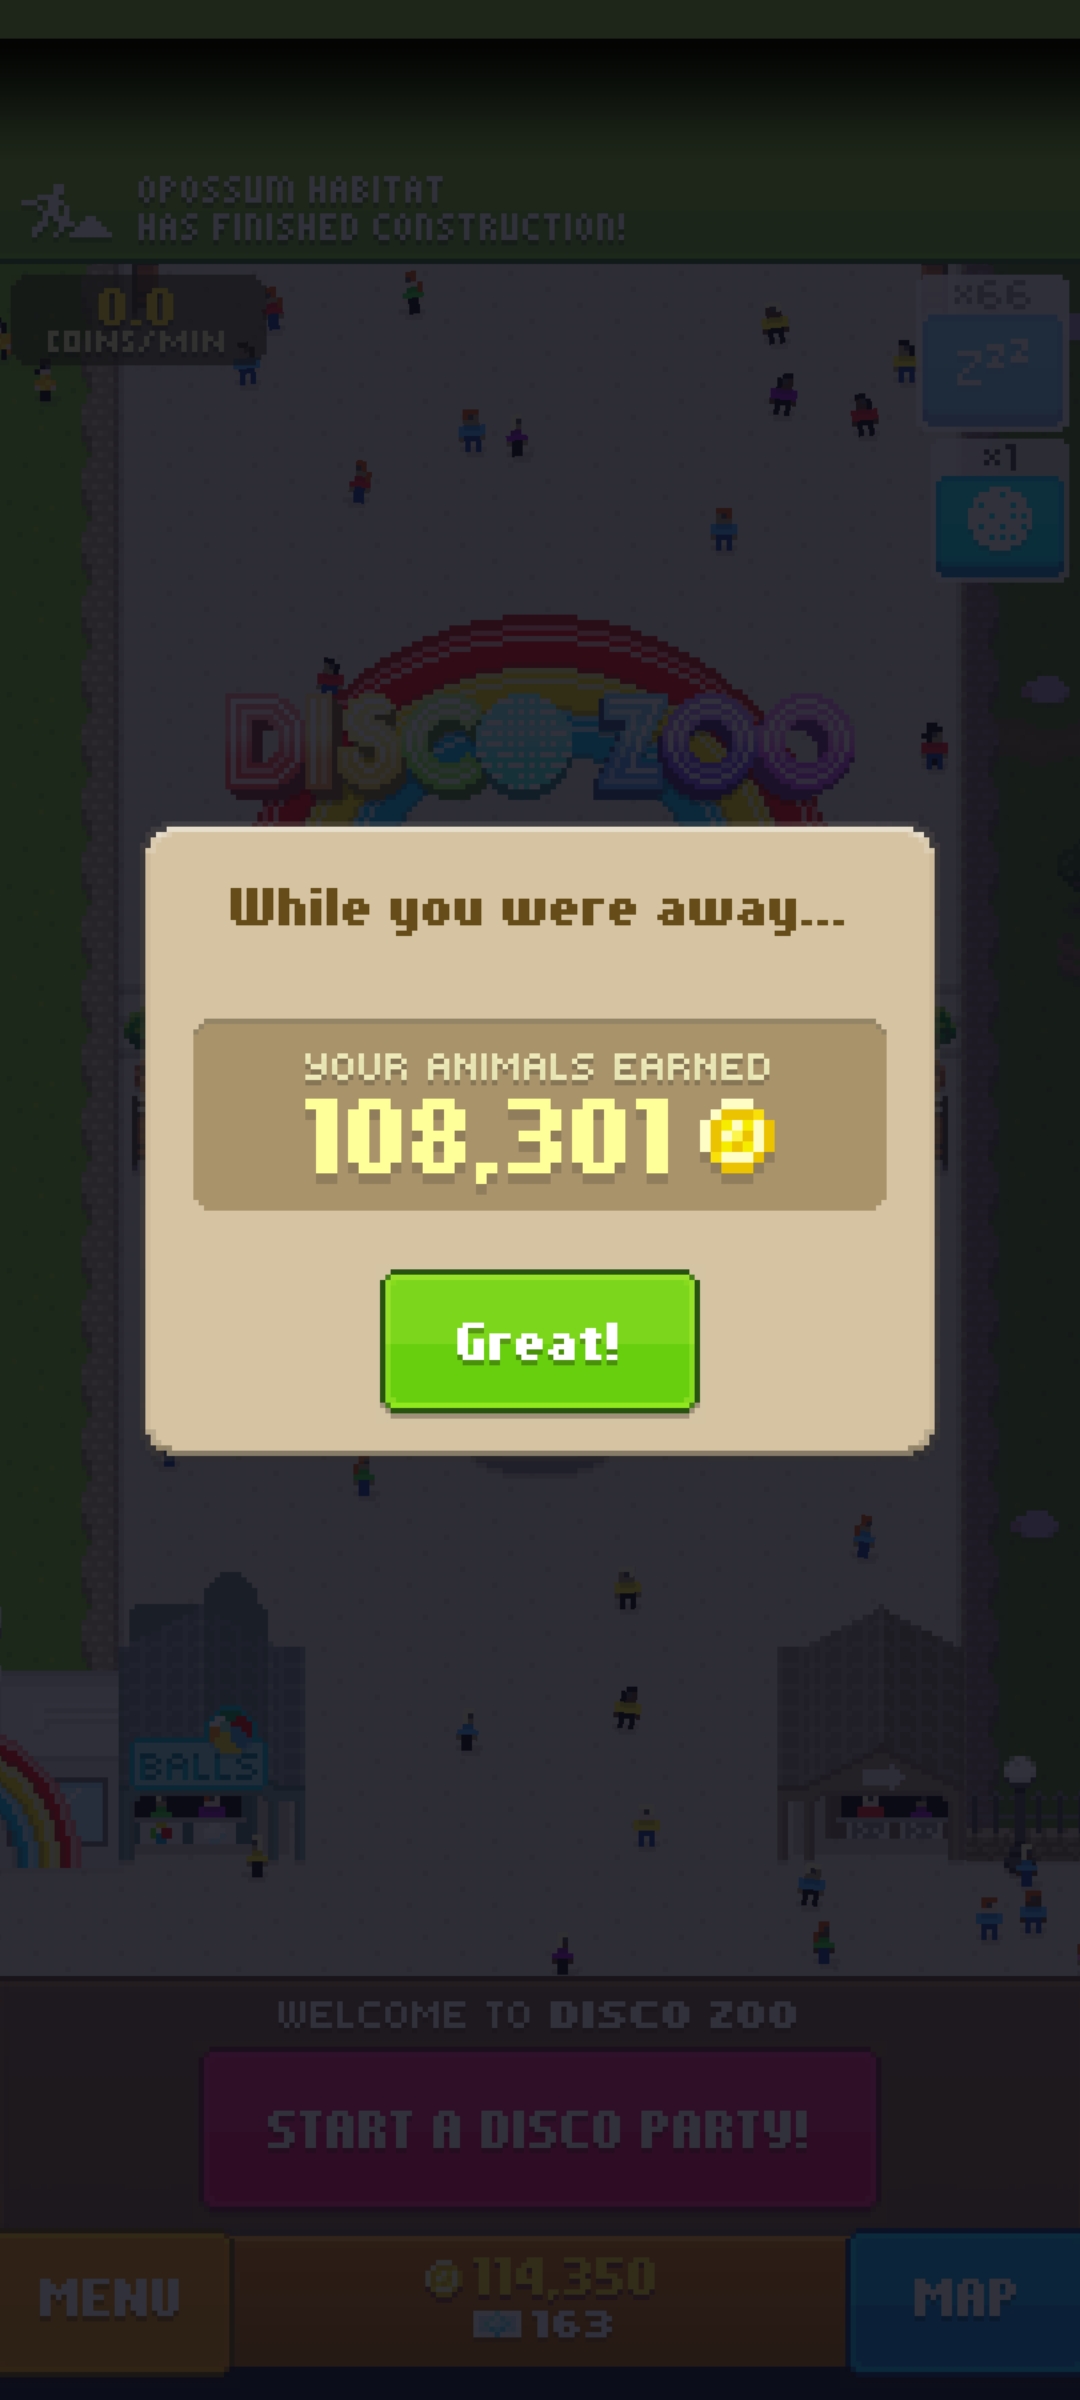 OPOSSUM HABITAT
HAS FINISHED CONSTRUCTION!
0.0
COINS/MIN
x66
zzz
x1
DISCO ZOO
While you were away...
YOUR ANIMALS EARNED
108,301
Great!
BALLS
WELCOME TO DISCO ZOO
START A DISCO PARTY!
MENU
114,350
163
MAP